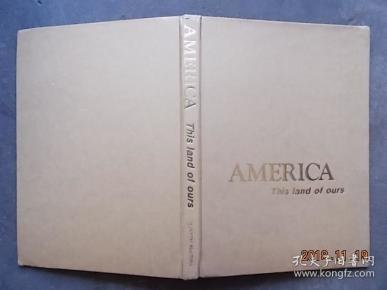 AMERICA This land of ours
AMERICA
This land of ours
2018 11 19
孔夫子旧书网
book.kongfz.com